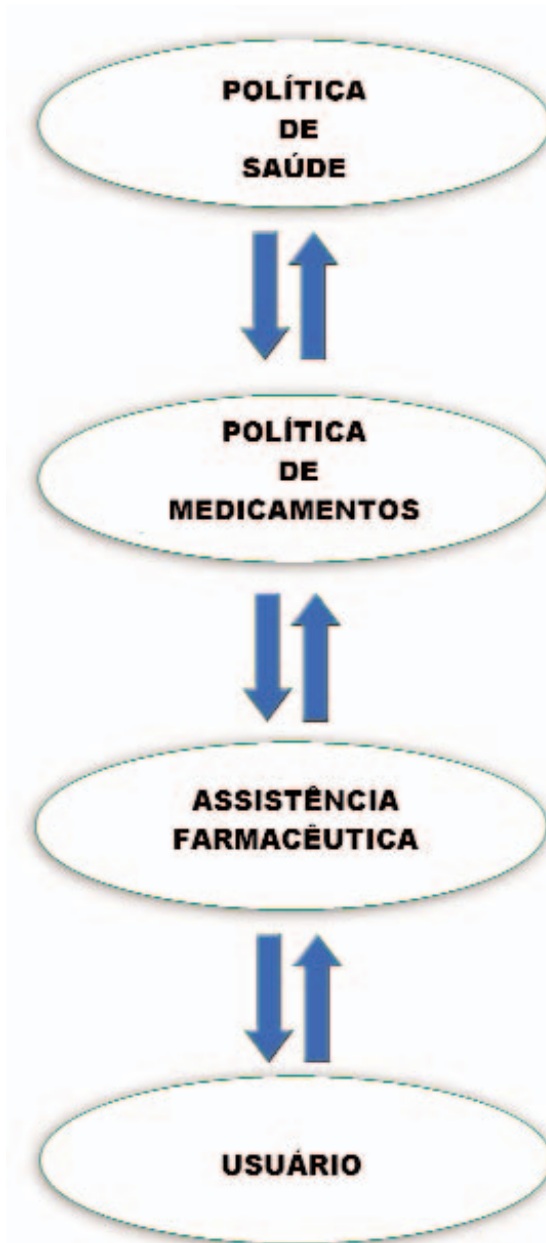 POLÍTICA
DE
SAÚDE
POLÍTICA
DE
MEDICAMENTOS
ASSISTÊNCIA
FARMACÊUTICA
USUÁRIO